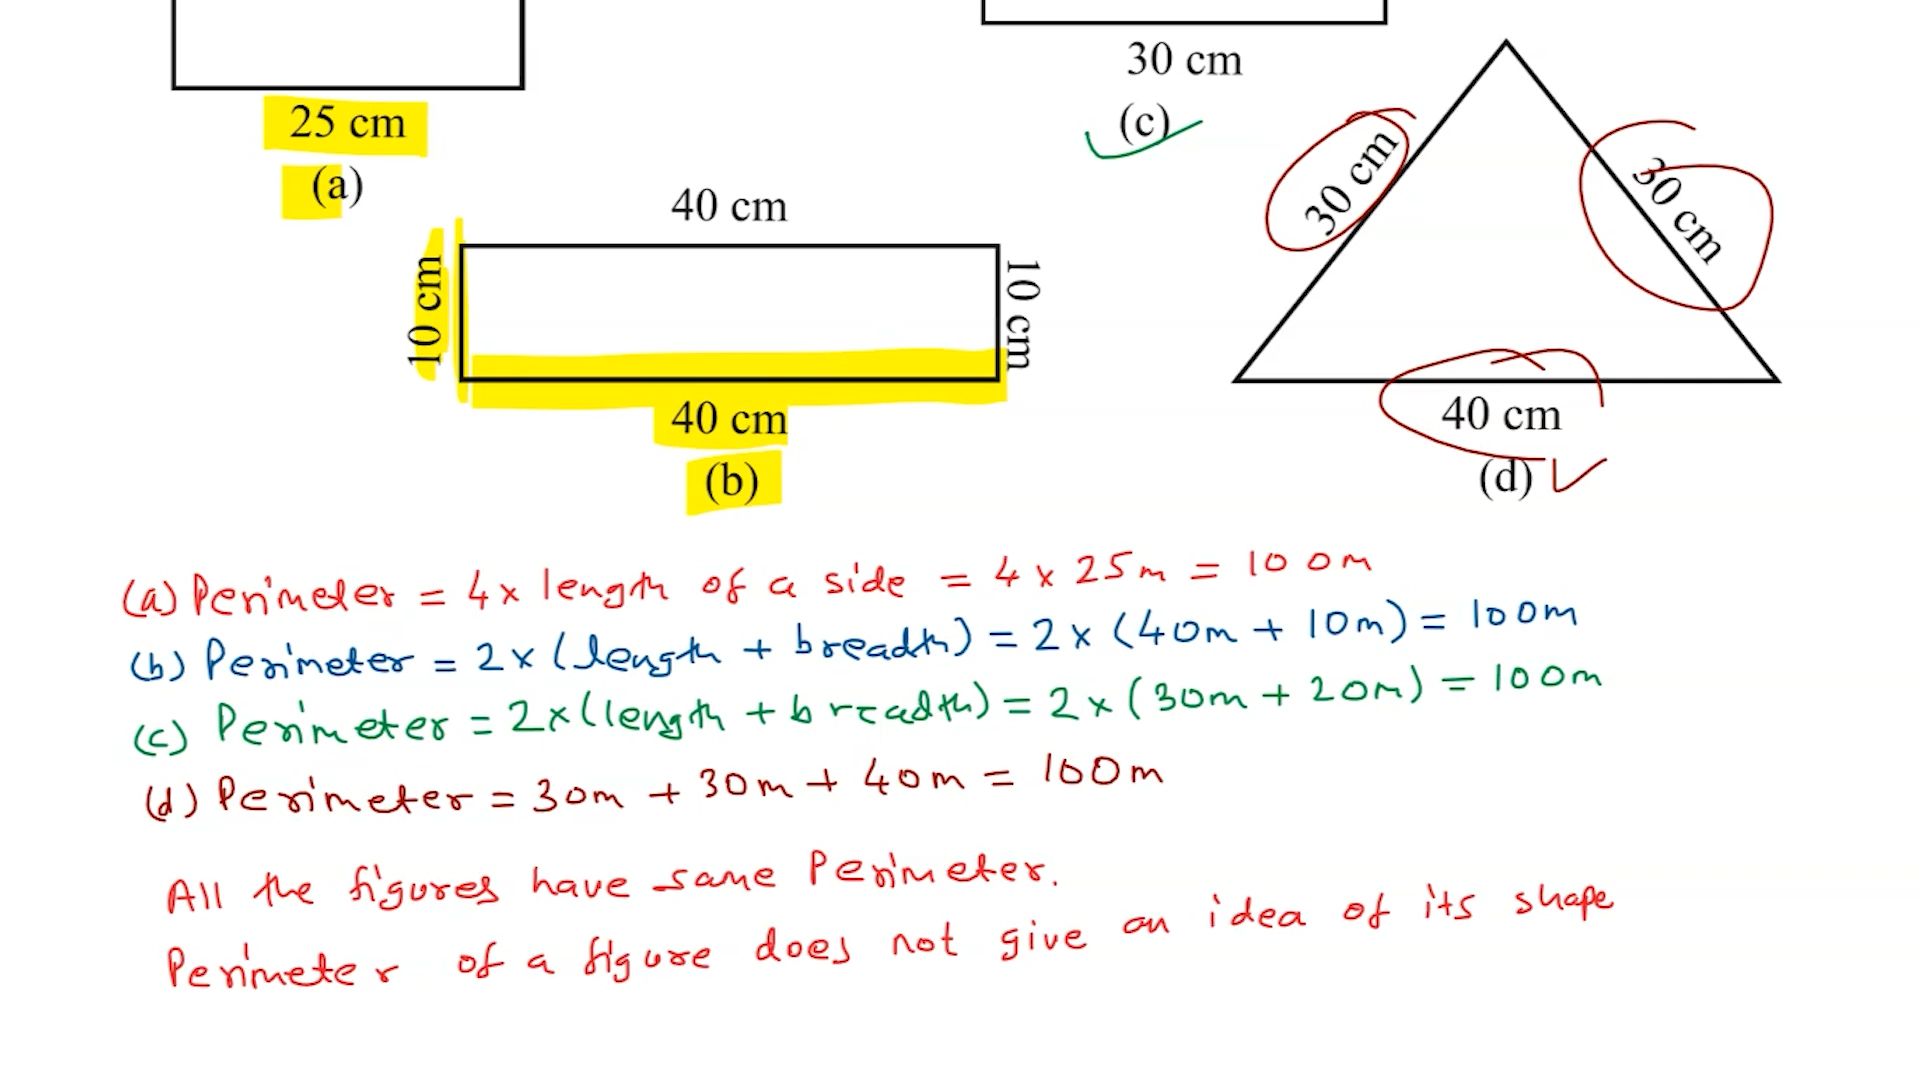 30 cm
25 cm
(c)
(a)
40 cm
30 cm
30 cm
10 cm
10 cm
40 cm
40 cm
(b)
(d)
(a) Perimeter = 4 x length of a side = 4 x 25m = 100m
(b) Perimeter = 2 x (length + breadth) = 2 x (40m + 10m) = 100m
(c) Perimeter = 2x(length + breadth) = 2 x (30m + 20m) = 100m
(d) Perimeter = 30m + 30m + 40m = 100m
All the figures have same Perimeter.
Perimeter of a figure does not give an idea of its shape